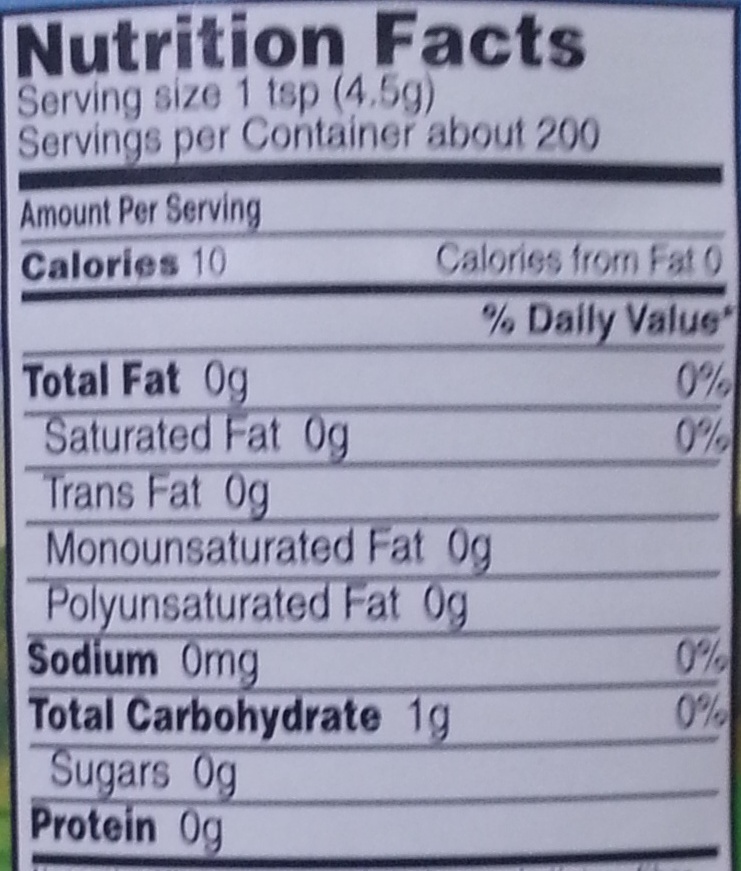 Nutrition Facts
Serving size 1 tsp (4.5g)
Servings per Container about 200
Amount Per Serving
Calories 10 Calories from Fat 0
% Daily Value*
Total Fat 0g 0%
Saturated Fat 0g 0%
Trans Fat 0g
Monounsaturated Fat 0g
Polyunsaturated Fat 0g
Sodium 0mg 0%
Total Carbohydrate 1g 0%
Sugars 0g
Protein 0g